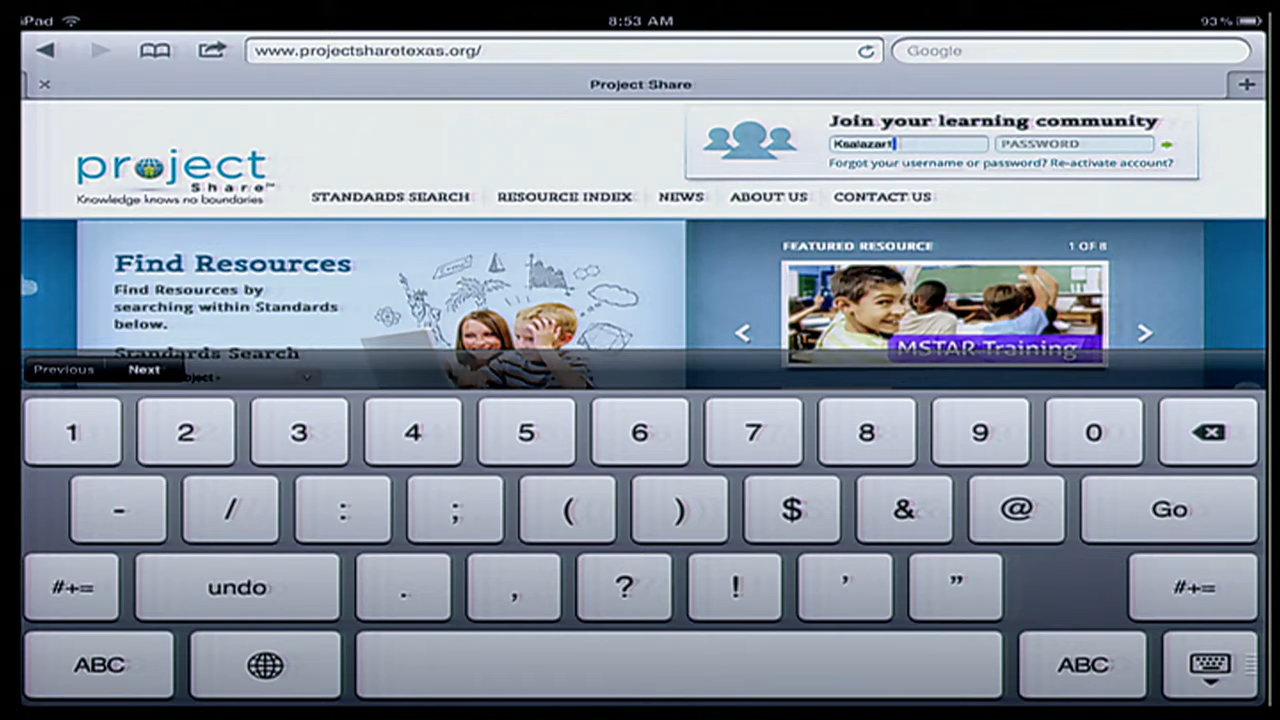 iPad 8:53 AM 93%
www.projectsharetexas.org/ Google
Project Share
Join your learning community
Ksalazar1 PASSWORD
Forgot your username or password? Re-activate account?
project
Share™
Knowledge knows no boundaries
STANDARDS SEARCH RESOURCE INDEX NEWS ABOUT US CONTACT US
Find Resources
Find Resources by
searching within Standards
below.
Standards Search
FEATURED RESOURCE 1 OF 8
MSTAR Training
Previous Next
1 2 3 4 5 6 7 8 9 0
- / : ; ( ) $ & @ Go
#+= undo . , ? ! ' " #+=
ABC ABC